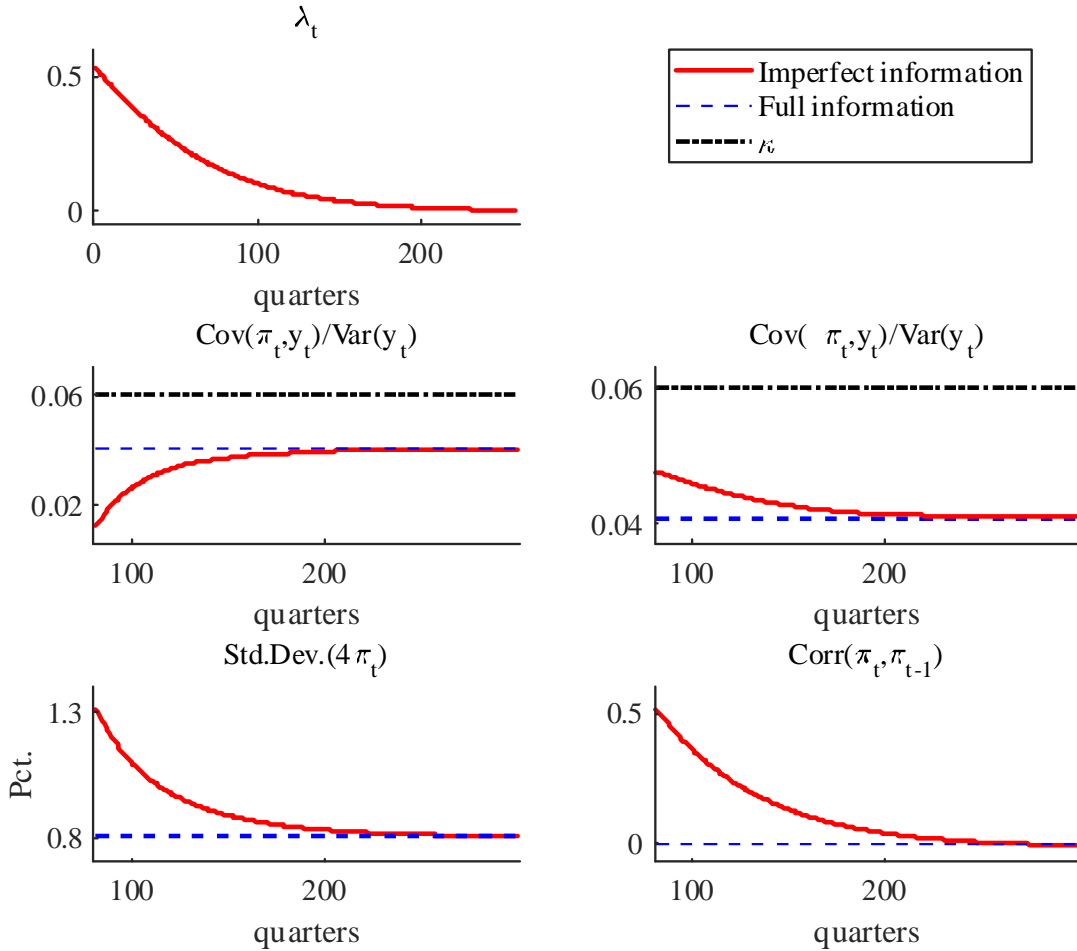 λ_t
0.5
0
0 100 200
quarters
Imperfect information
Full information
κ
Cov(π_t,y_t)/Var(y_t)
0.06
0.02
100 200
quarters
Cov( π_t,y_t)/Var(y_t)
0.06
0.04
100 200
quarters
Std.Dev.(4π_t)
Pct.
1.3
0.8
100 200
quarters
Corr(π_t,π_{t-1})
0.5
0
100 200
quarters